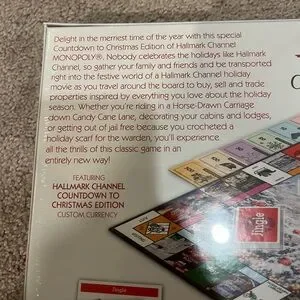 Delight in the merriest time of the year with this special
Countdown to Christmas Edition of Hallmark Channel
MONOPOLY®. Nobody celebrates the holidays like Hallmark
Channel, so gather your family and friends and be transported
right into the festive world of a Hallmark Channel holiday
movie as you travel around the board to buy, sell and trade
properties inspired by everything you love about the holiday
season. Whether you're riding in a Horse-Drawn Carriage
down Candy Cane Lane, decorating your cabins and lodges,
or getting out of jail free because you crocheted a
holiday scarf for the warden, you'll experience
all the thrills of this classic game in an
entirely new way!
FEATURING
HALLMARK CHANNEL
COUNTDOWN TO
CHRISTMAS EDITION
CUSTOM CURRENCY
Jingle
Jingle